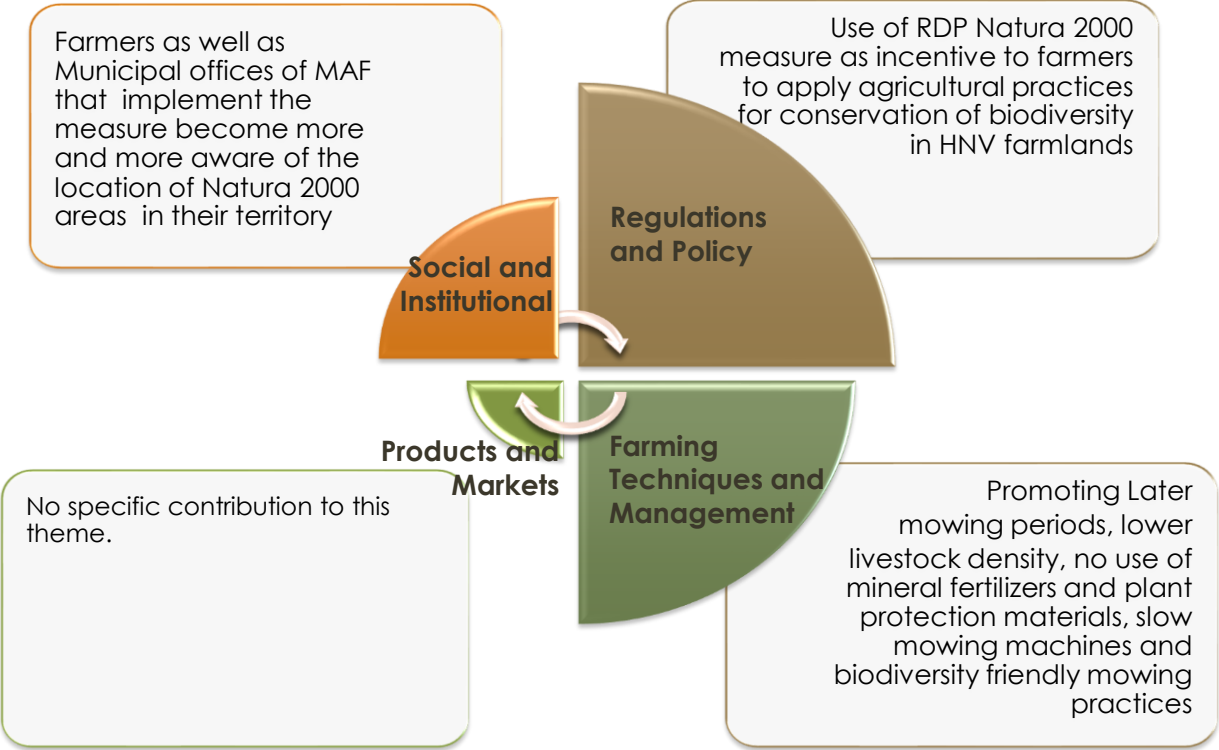 Farmers as well as
Municipal offices of MAF
that  implement the
measure become more
and more aware of the
location of Natura 2000
areas  in their territory
Use of RDP Natura 2000
measure as incentive to farmers
to apply agricultural practices
for conservation of biodiversity
in HNV farmlands
Social and
Institutional
Regulations
and Policy
Products and
Markets
Farming
Techniques and
Management
No specific contribution to this
theme.
Promoting Later
mowing periods, lower
livestock density, no use of
mineral fertilizers and plant
protection materials, slow
mowing machines and
biodiversity friendly mowing
practices